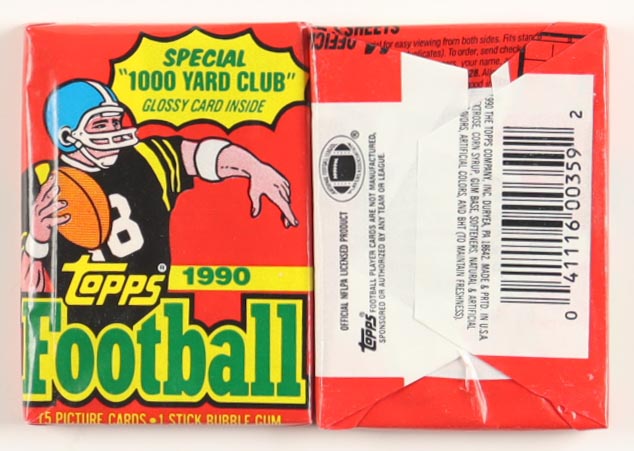 SPECIAL
"1000 YARD CLUB"
GLOSSY CARD INSIDE
8
TOPPS®
1990
Football
15 PICTURE CARDS • 1 STICK BUBBLE GUM
SHEETS
for easy viewing from both sides. Fits
To order, send check
your name,
OFFICIAL NFLPA LICENSED PRODUCT
TOPPS® FOOTBALL PLAYER CARDS ARE NOT MANUFACTURED,
SPONSORED OR AUTHORIZED BY ANY TEAM OR LEAGUE.
1990 THE TOPPS COMPANY, INC. DURYEA, PA 18642. MADE & PRTD. IN U.S.A.
CORN SYRUP, GUM BASE, SOFTENERS, NATURAL & ARTIFICIAL
ARTIFICIAL COLORS, AND BHT (TO MAINTAIN FRESHNESS).
0 41116 00359 2